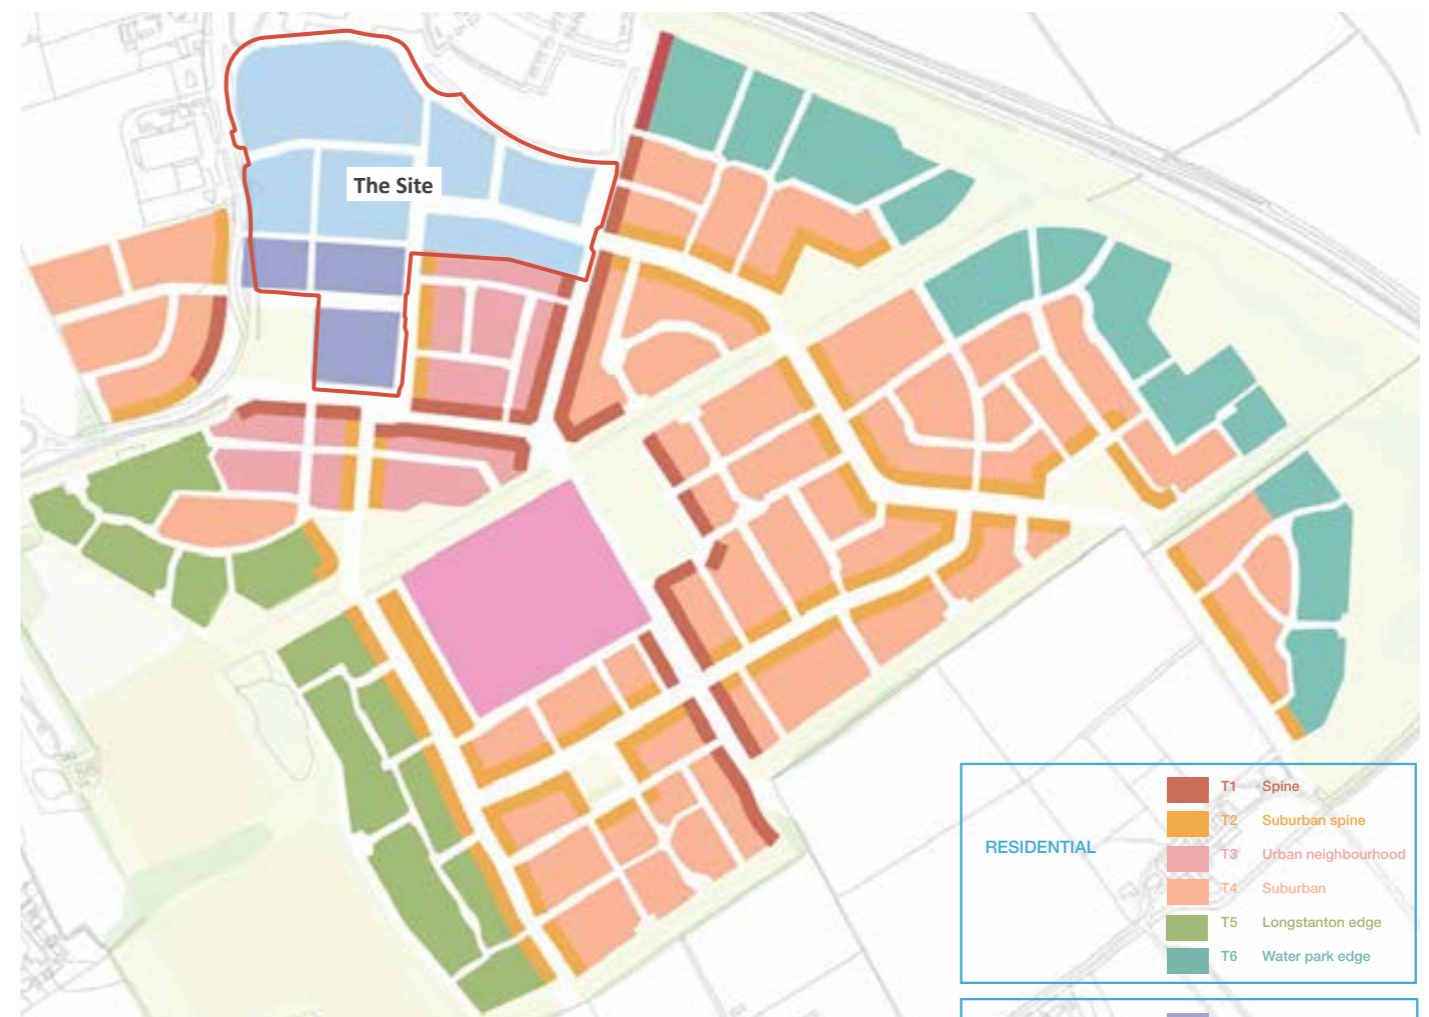 The Site
RESIDENTIAL
T1 Spine
T2 Suburban spine
T3 Urban neighbourhood
T4 Suburban
T5 Longstanton edge
T6 Water park edge